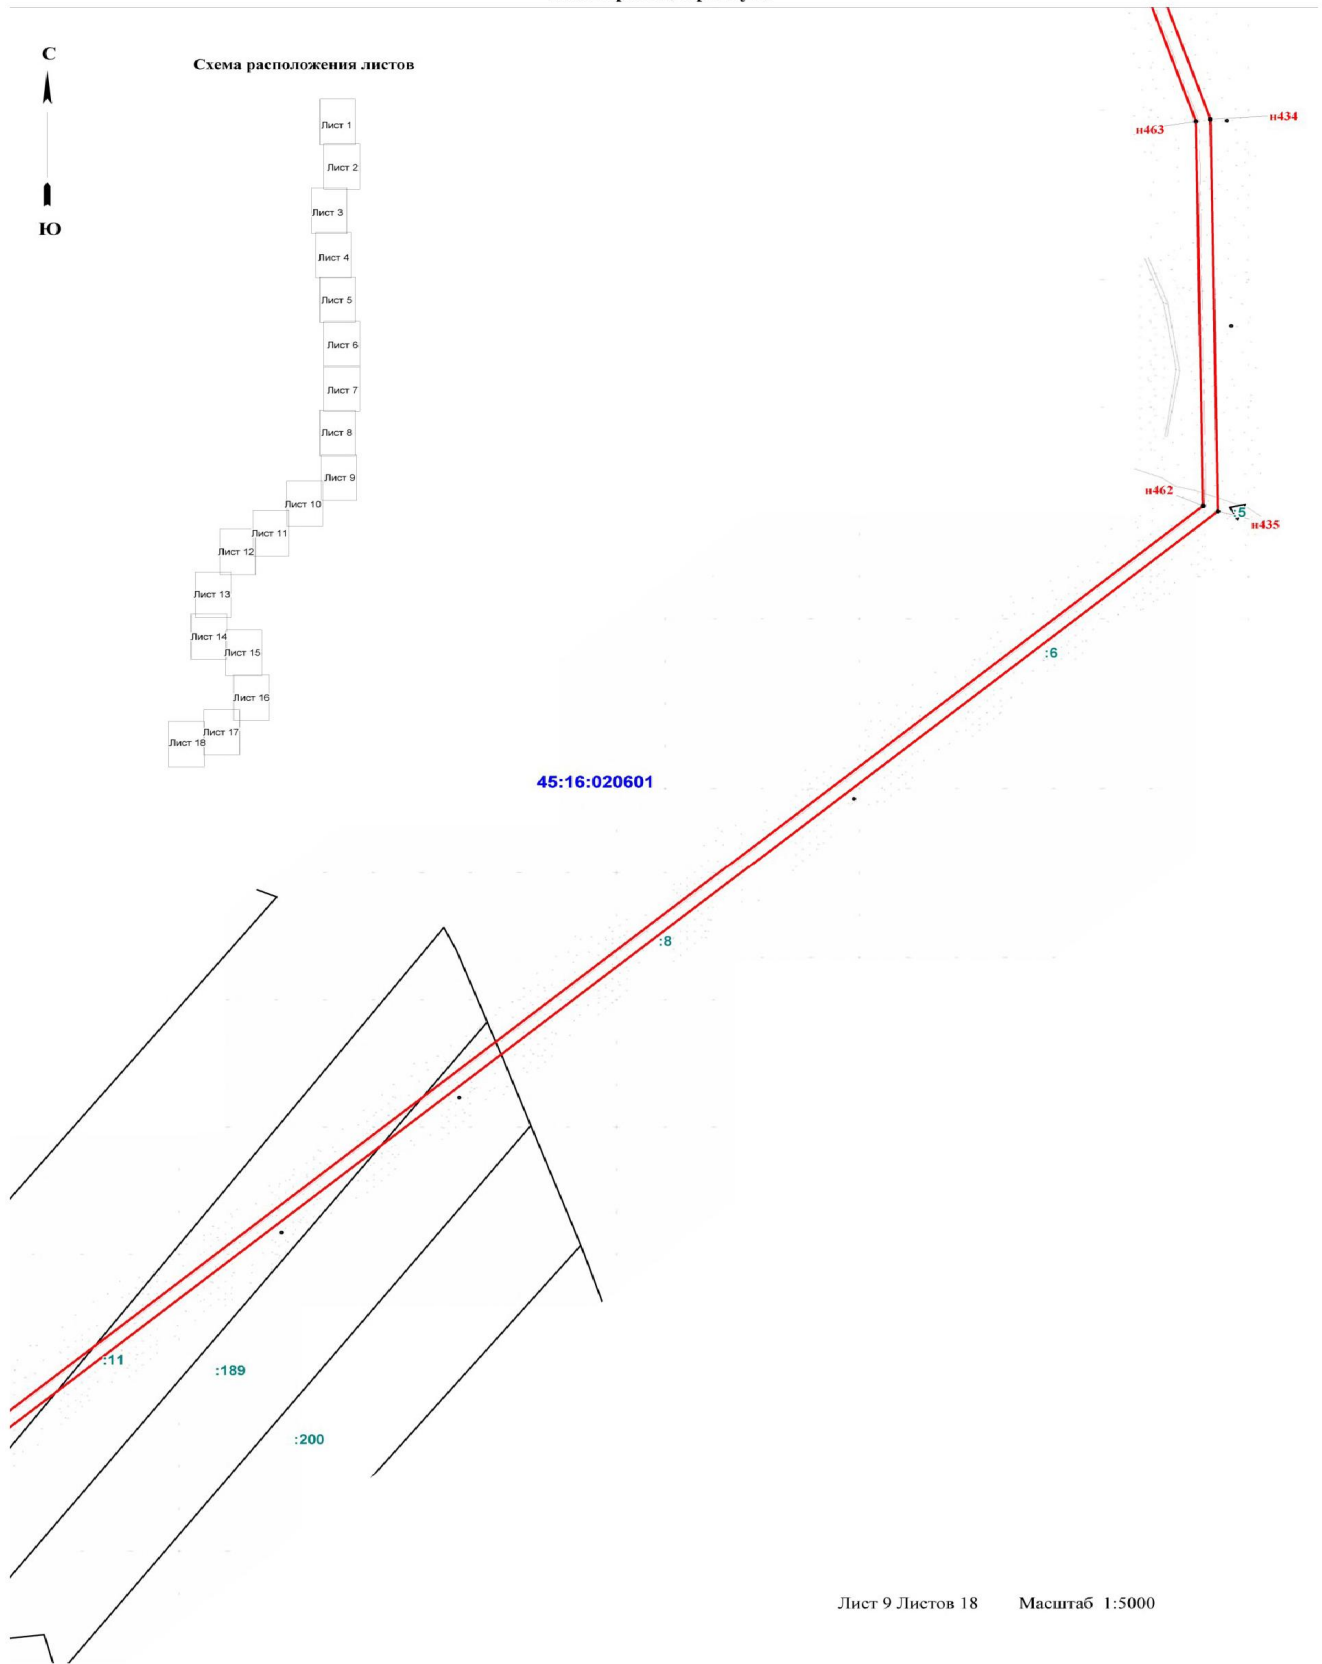 С
Схема расположения листов
Ю
Лист 1
Лист 2
Лист 3
Лист 4
Лист 5
Лист 6
Лист 7
Лист 8
Лист 9
Лист 10
Лист 11
Лист 12
Лист 13
Лист 14
Лист 15
Лист 16
Лист 17
Лист 18
н463
н434
н462
:5
н435
:6
45:16:020601
:8
:11
:189
:200
Лист 9 Листов 18 Масштаб 1:5000